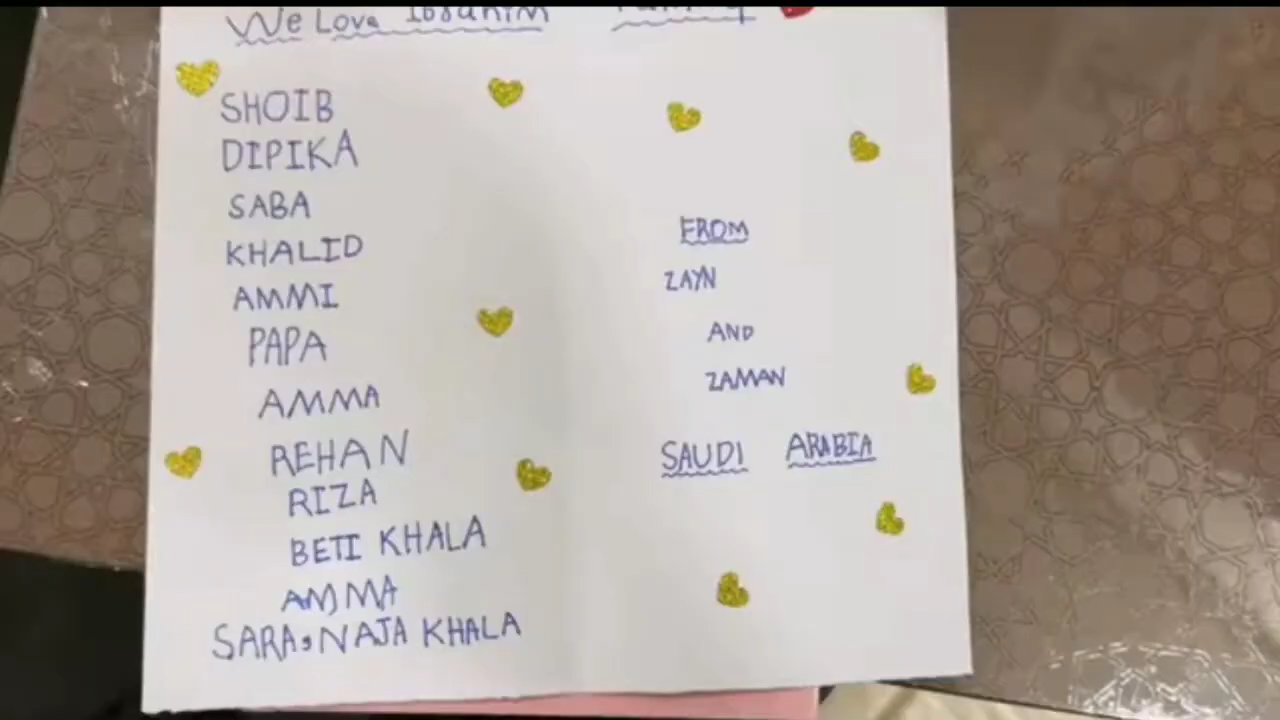 We Love Ibrahim Family
SHOIB
DIPIKA
SABA
KHALID
AMMI
PAPA
AMMA
REHAN
RIZA
BETI KHALA
AMMA
SARA, NAJA KHALA
FROM
ZAYN
AND
ZAMAN
SAUDI ARABIA